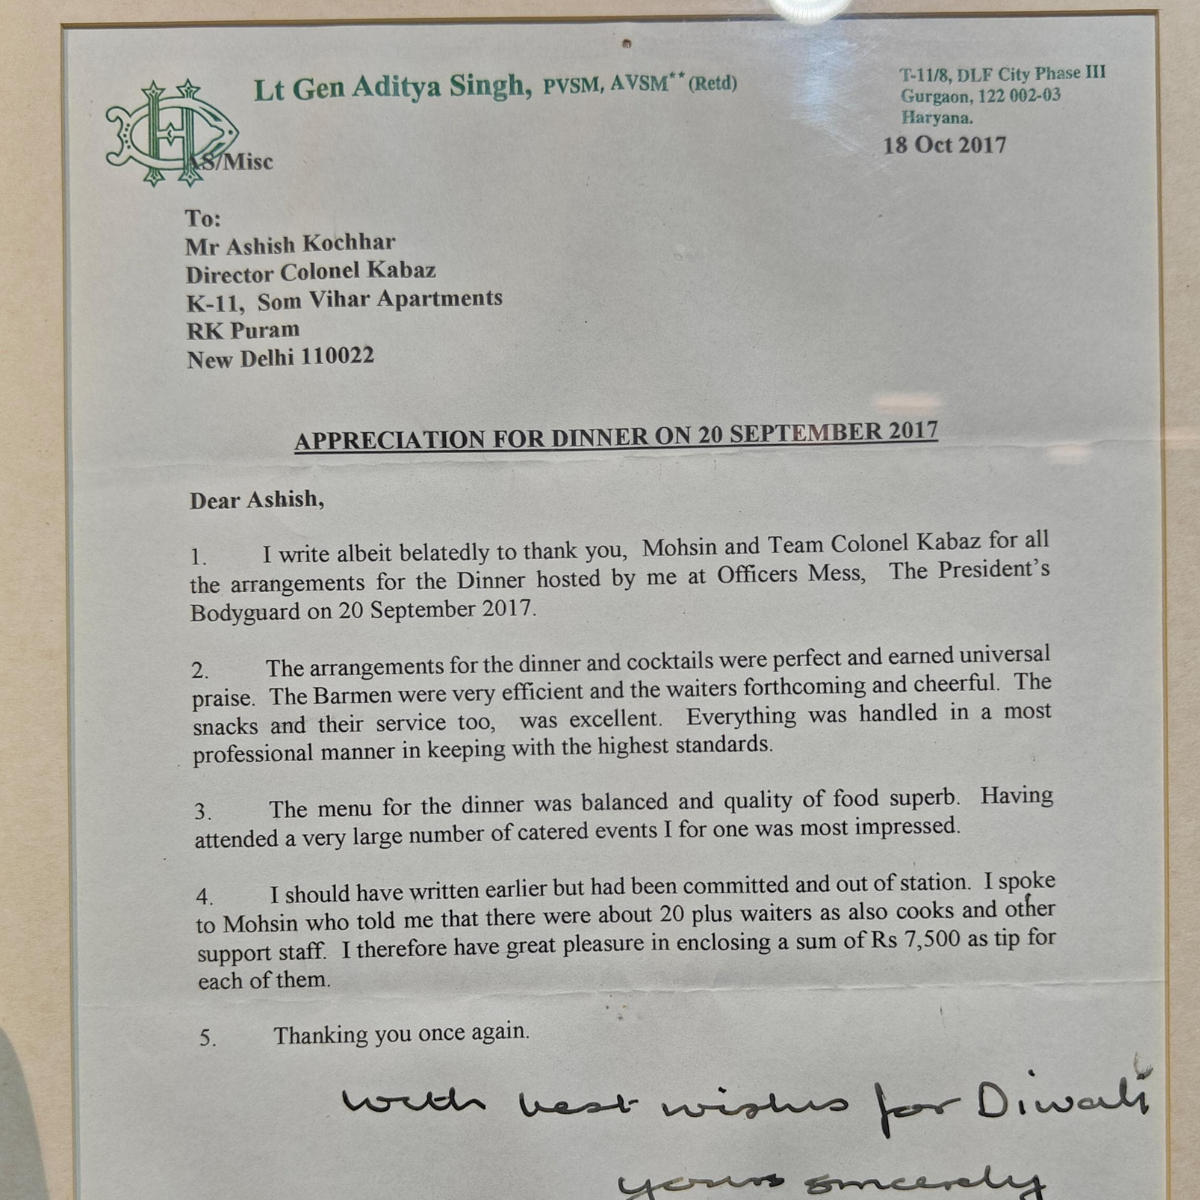 Lt Gen Aditya Singh, PVSM, AVSM** (Retd)
T-11/8, DLF City Phase III
Gurgaon, 122 002-03
Haryana.
18 Oct 2017
AS/Misc
To:
Mr Ashish Kochhar
Director Colonel Kabaz
K-11, Som Vihar Apartments
RK Puram
New Delhi 110022
APPRECIATION FOR DINNER ON 20 SEPTEMBER 2017
Dear Ashish,
1. I write albeit belatedly to thank you, Mohsin and Team Colonel Kabaz for all
the arrangements for the Dinner hosted by me at Officers Mess, The President's
Bodyguard on 20 September 2017.
2. The arrangements for the dinner and cocktails were perfect and earned universal
praise. The Barmen were very efficient and the waiters forthcoming and cheerful. The
snacks and their service too, was excellent. Everything was handled in a most
professional manner in keeping with the highest standards.
3. The menu for the dinner was balanced and quality of food superb. Having
attended a very large number of catered events I for one was most impressed.
4. I should have written earlier but had been committed and out of station. I spoke
to Mohsin who told me that there were about 20 plus waiters as also cooks and other
support staff. I therefore have great pleasure in enclosing a sum of Rs 7,500 as tip for
each of them.
5. Thanking you once again.
with best wishes for Diwali
yours sincerely